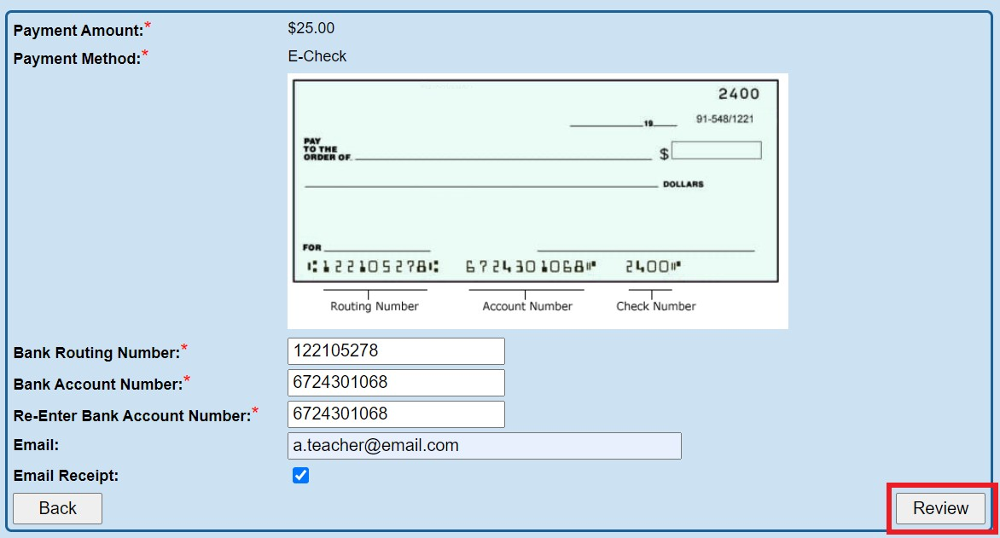 Payment Amount:* $25.00
Payment Method:* E-Check
2400
19 91-548/1221
PAY
TO THE
ORDER OF $
DOLLARS
FOR
⑆122105278⑆ 6724301068⑈ 2400⑈
Routing Number Account Number Check Number
Bank Routing Number:* 122105278
Bank Account Number:* 6724301068
Re-Enter Bank Account Number:* 6724301068
Email: a.teacher@email.com
Email Receipt:
Back Review